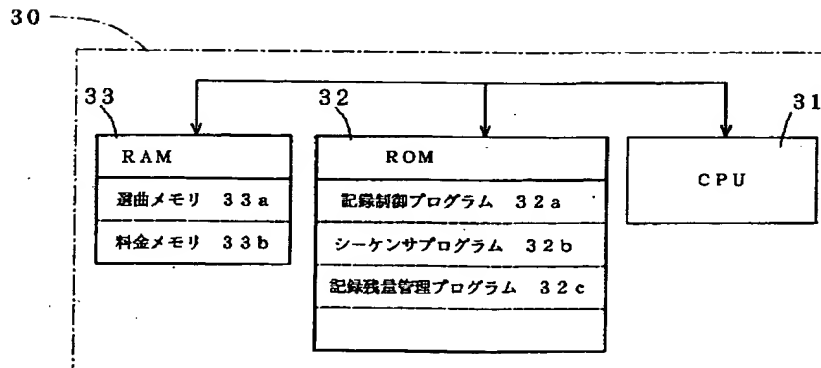 ３０
３３
３２
３１
ＲＡＭ
選曲メモリ ３３ａ
料金メモリ ３３ｂ
ＲＯＭ
記録制御プログラム ３２ａ
シーケンサプログラム ３２ｂ
記録残量管理プログラム ３２ｃ
ＣＰＵ